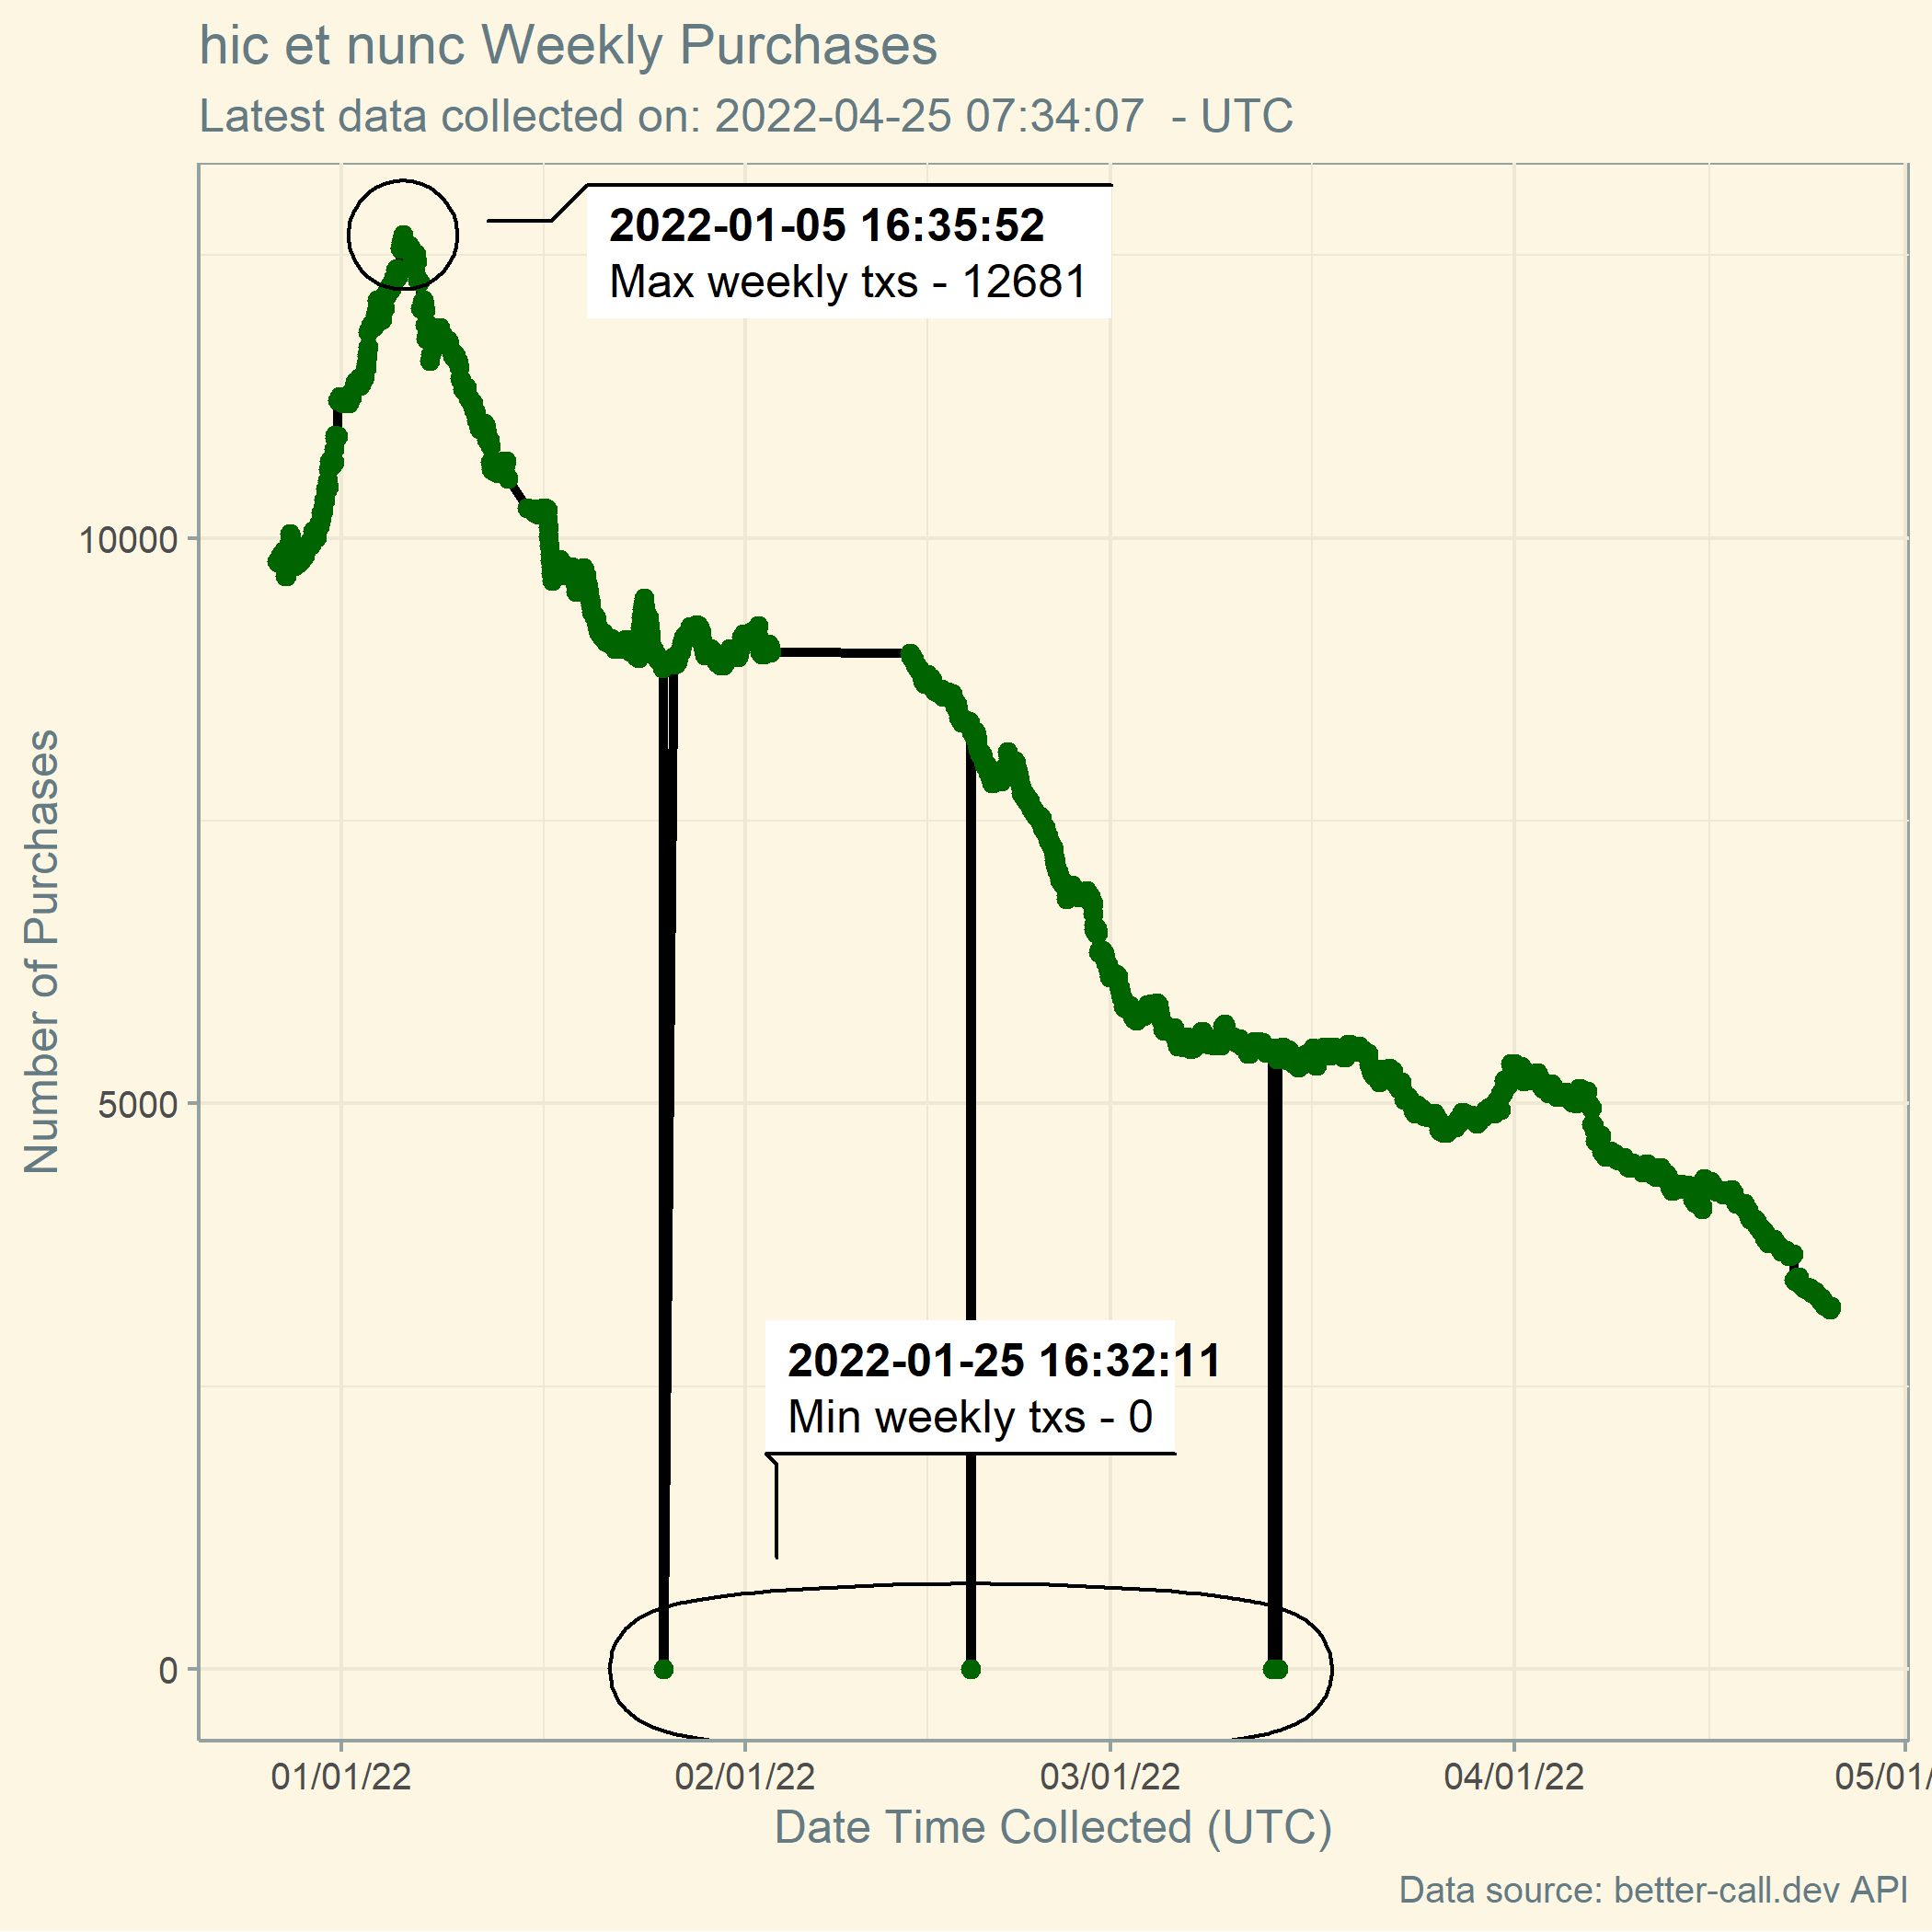 hic et nunc Weekly Purchases
Latest data collected on: 2022-04-25 07:34:07  - UTC
2022-01-05 16:35:52
Max weekly txs - 12681
10000
5000
0
Number of Purchases
2022-01-25 16:32:11
Min weekly txs - 0
01/01/22
02/01/22
03/01/22
04/01/22
05/01/
Date Time Collected (UTC)
Data source: better-call.dev API